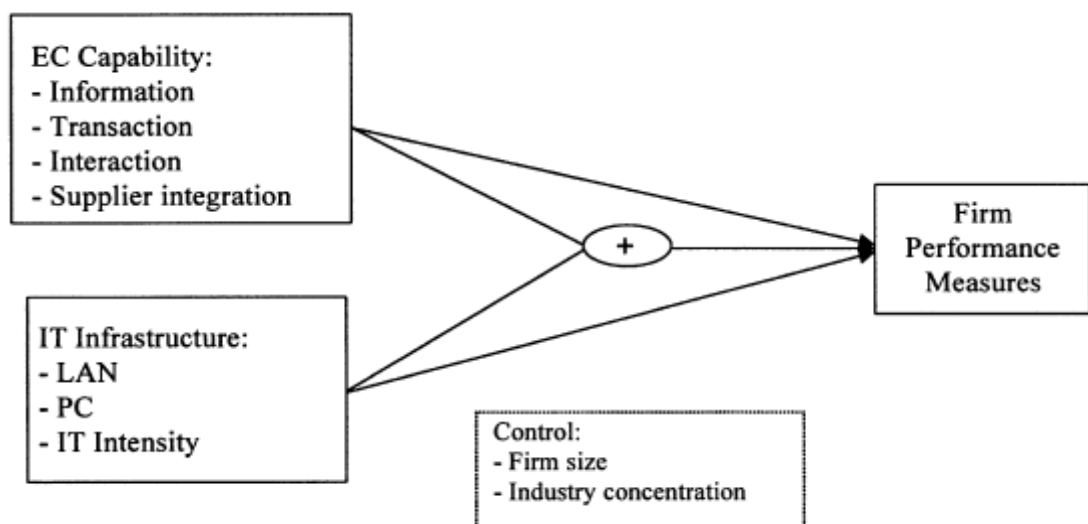 EC Capability:
- Information
- Transaction
- Interaction
- Supplier integration
+
Firm
Performance
Measures
IT Infrastructure:
- LAN
- PC
- IT Intensity
Control:
- Firm size
- Industry concentration